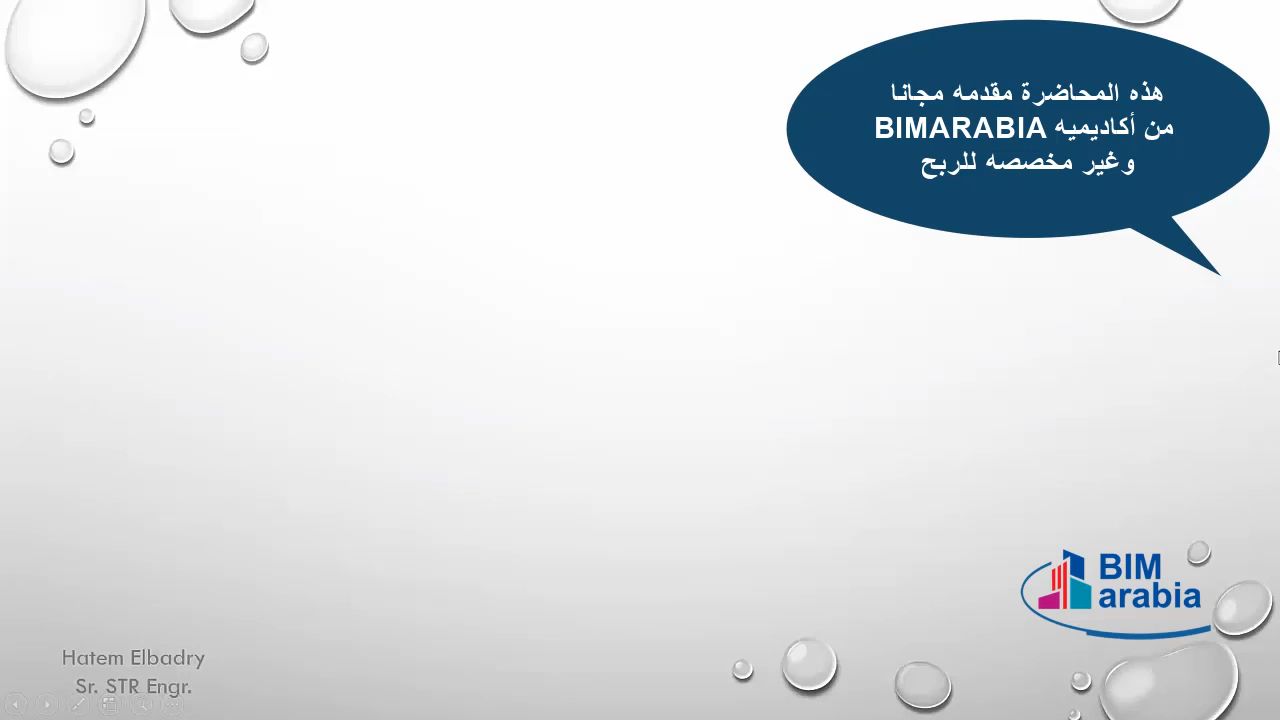 هذه المحاضرة مقدمه مجانا
من أكاديميه BIMARABIA
وغير مخصصه للربح
BIM
arabia
Hatem Elbadry
Sr. STR Engr.